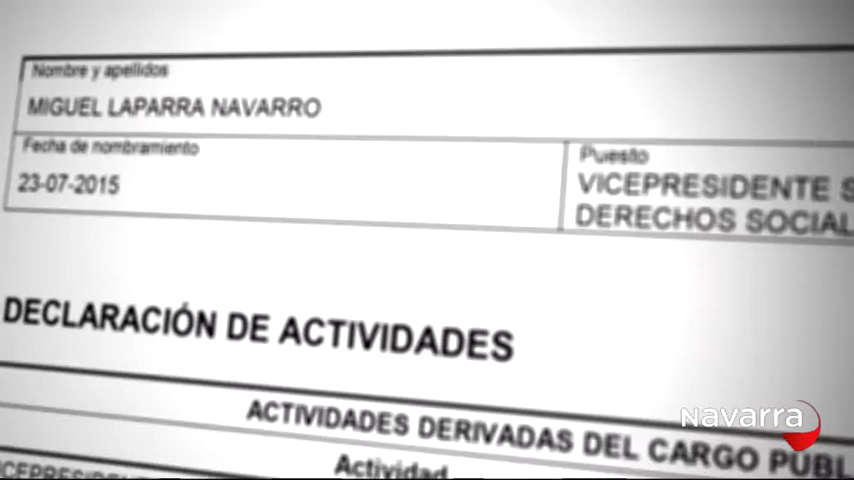 Nombre y apellidos
MIGUEL LAPARRA NAVARRO
Fecha de nombramiento
23-07-2015
Puesto
VICEPRESIDENTE S
DERECHOS SOCIAL
DECLARACIÓN DE ACTIVIDADES
ACTIVIDADES DERIVADAS DEL CARGO PÚBL
Actividad
navarra